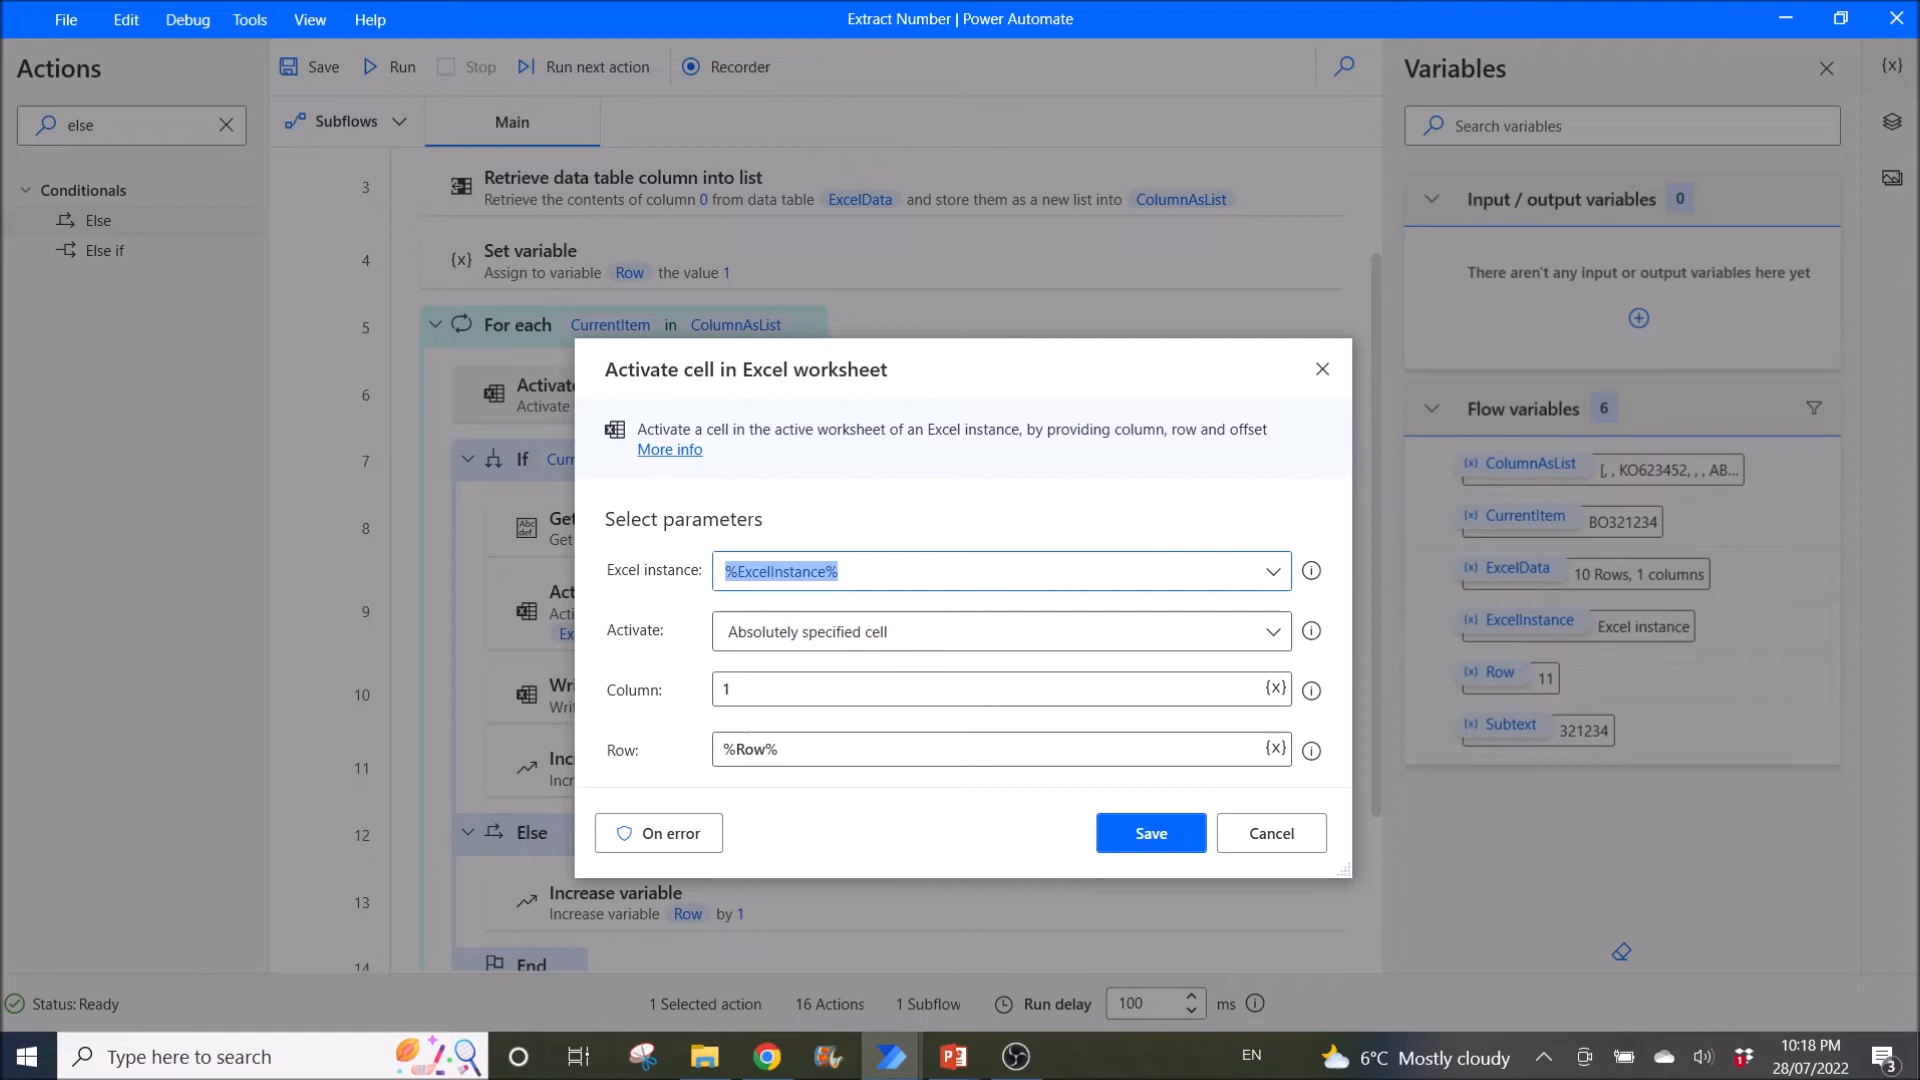 File Edit Debug Tools View Help
Extract Number | Power Automate
Actions
else
Conditionals
Else
Else if
Save Run Stop Run next action Recorder
Subflows Main
3 Retrieve data table column into list
Retrieve the contents of column 0 from data table ExcelData and store them as a new list into ColumnAsList
4 {x} Set variable
Assign to variable Row the value 1
5 For each CurrentItem in ColumnAsList
6 Activate
Activate
7 If Curr
8 Get
Get
9 Act
Acti
Ex
10 Wri
Writ
11 Inc
Incr
12 Else
13 Increase variable
Increase variable Row by 1
14 End
Activate cell in Excel worksheet
Activate a cell in the active worksheet of an Excel instance, by providing column, row and offset
More info
Select parameters
Excel instance: %ExcelInstance%
Activate: Absolutely specified cell
Column: 1 {x}
Row: %Row% {x}
On error Save Cancel
Variables
{x}
Search variables
Input / output variables 0
There aren't any input or output variables here yet
Flow variables 6
(x) ColumnAsList [, , KO623452, , , AB...
(x) CurrentItem BO321234
(x) ExcelData 10 Rows, 1 columns
(x) ExcelInstance Excel instance
(x) Row 11
(x) Subtext 321234
Status: Ready 1 Selected action 16 Actions 1 Subflow Run delay 100 ms
Type here to search
EN
6°C Mostly cloudy
10:18 PM
28/07/2022
3